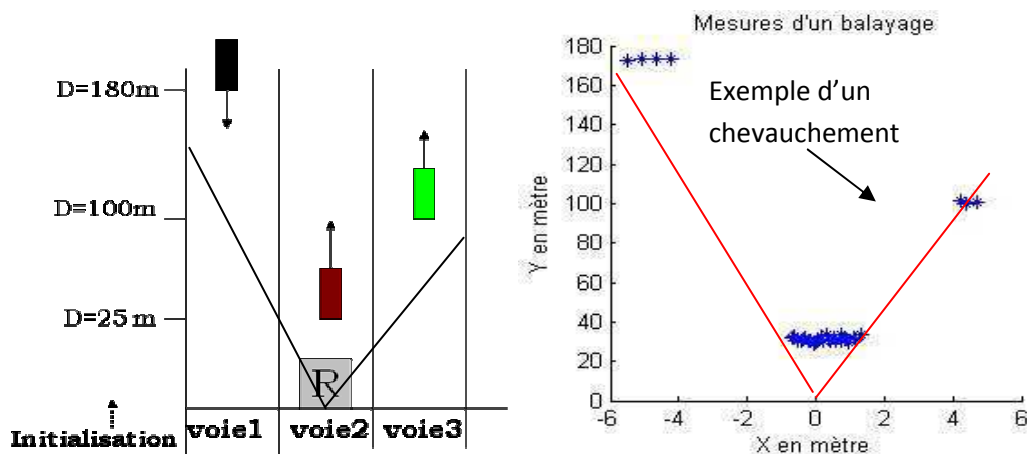 D=180m
D=100m
D=25m
R
Initialisation
voie1
voie2
voie3
Mesures d'un balayage
Y en mètre
180
160
140
120
100
80
60
40
20
0
Exemple d'un
chevauchement
-6
-4
-2
0
2
4
6
X en mètre